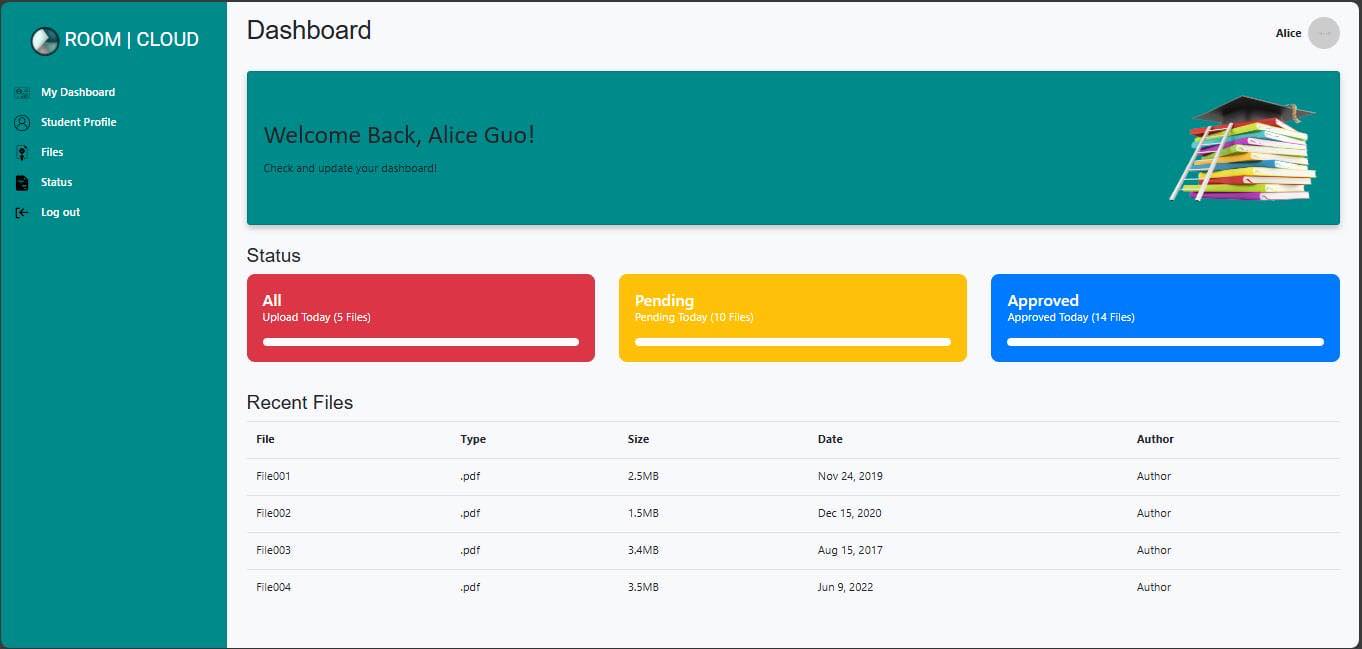 ROOM | CLOUD
My Dashboard
Student Profile
Files
Status
Log out
Dashboard
Alice
Welcome Back, Alice Guo!
Check and update your dashboard!
Status
All
Upload Today (5 Files)
Pending
Pending Today (10 Files)
Approved
Approved Today (14 Files)
Recent Files
File Type Size Date Author
File001 .pdf 2.5MB Nov 24, 2019 Author
File002 .pdf 1.5MB Dec 15, 2020 Author
File003 .pdf 3.4MB Aug 15, 2017 Author
File004 .pdf 3.5MB Jun 9, 2022 Author